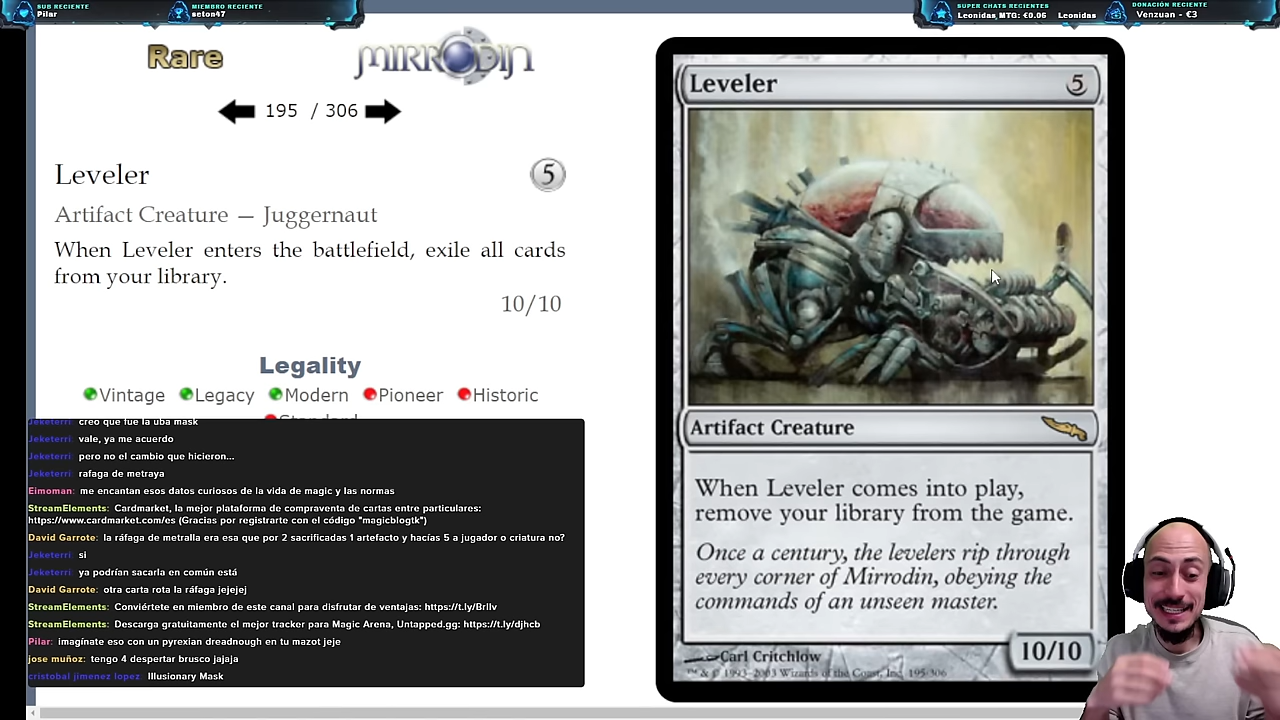 SUB RECIENTE
Pilar
MIEMBRO RECIENTE
seton47
SUPER CHATS RECIENTES
Leonidas MTG: €0.06 Leonidas
DONACIÓN RECIENTE
Venzuan - €3
Rare
MIRRODIN
195 / 306
Leveler 5
Artifact Creature — Juggernaut
When Leveler enters the battlefield, exile all cards
from your library.
10/10
Legality
Vintage Legacy Modern Pioneer Historic
Standard
Jeketerri: creo que fue la uba mask
Jeketerri: vale, ya me acuerdo
Jeketerri: pero no el cambio que hicieron...
Jeketerri: rafaga de metraya
Eimoman: me encantan esos datos curiosos de la vida de magic y las normas
StreamElements: Cardmarket, la mejor plataforma de compraventa de cartas entre particulares:
https://www.cardmarket.com/es (Gracias por registrarte con el código "magicblogtk")
David Garrote: la ráfaga de metralla era esa que por 2 sacrificadas 1 artefacto y hacías 5 a jugador o criatura no?
Jeketerri: si
Jeketerri: ya podrían sacarla en común está
David Garrote: otra carta rota la ráfaga jejejej
StreamElements: Conviértete en miembro de este canal para disfrutar de ventajas: https://t.ly/Brllv
StreamElements: Descarga gratuitamente el mejor tracker para Magic Arena, Untapped.gg: https://t.ly/djhcb
Pilar: imagínate eso con un pyrexian dreadnough en tu mazot jeje
jose muñoz: tengo 4 despertar brusco jajaja
cristobal jimenez lopez: Illusionary Mask
Leveler 5
Artifact Creature
When Leveler comes into play,
remove your library from the game.
Once a century, the levelers rip through
every corner of Mirrodin, obeying the
commands of an unseen master.
10/10
Carl Critchlow
™ & © 1993-2003 Wizards of the Coast, Inc. 195/306